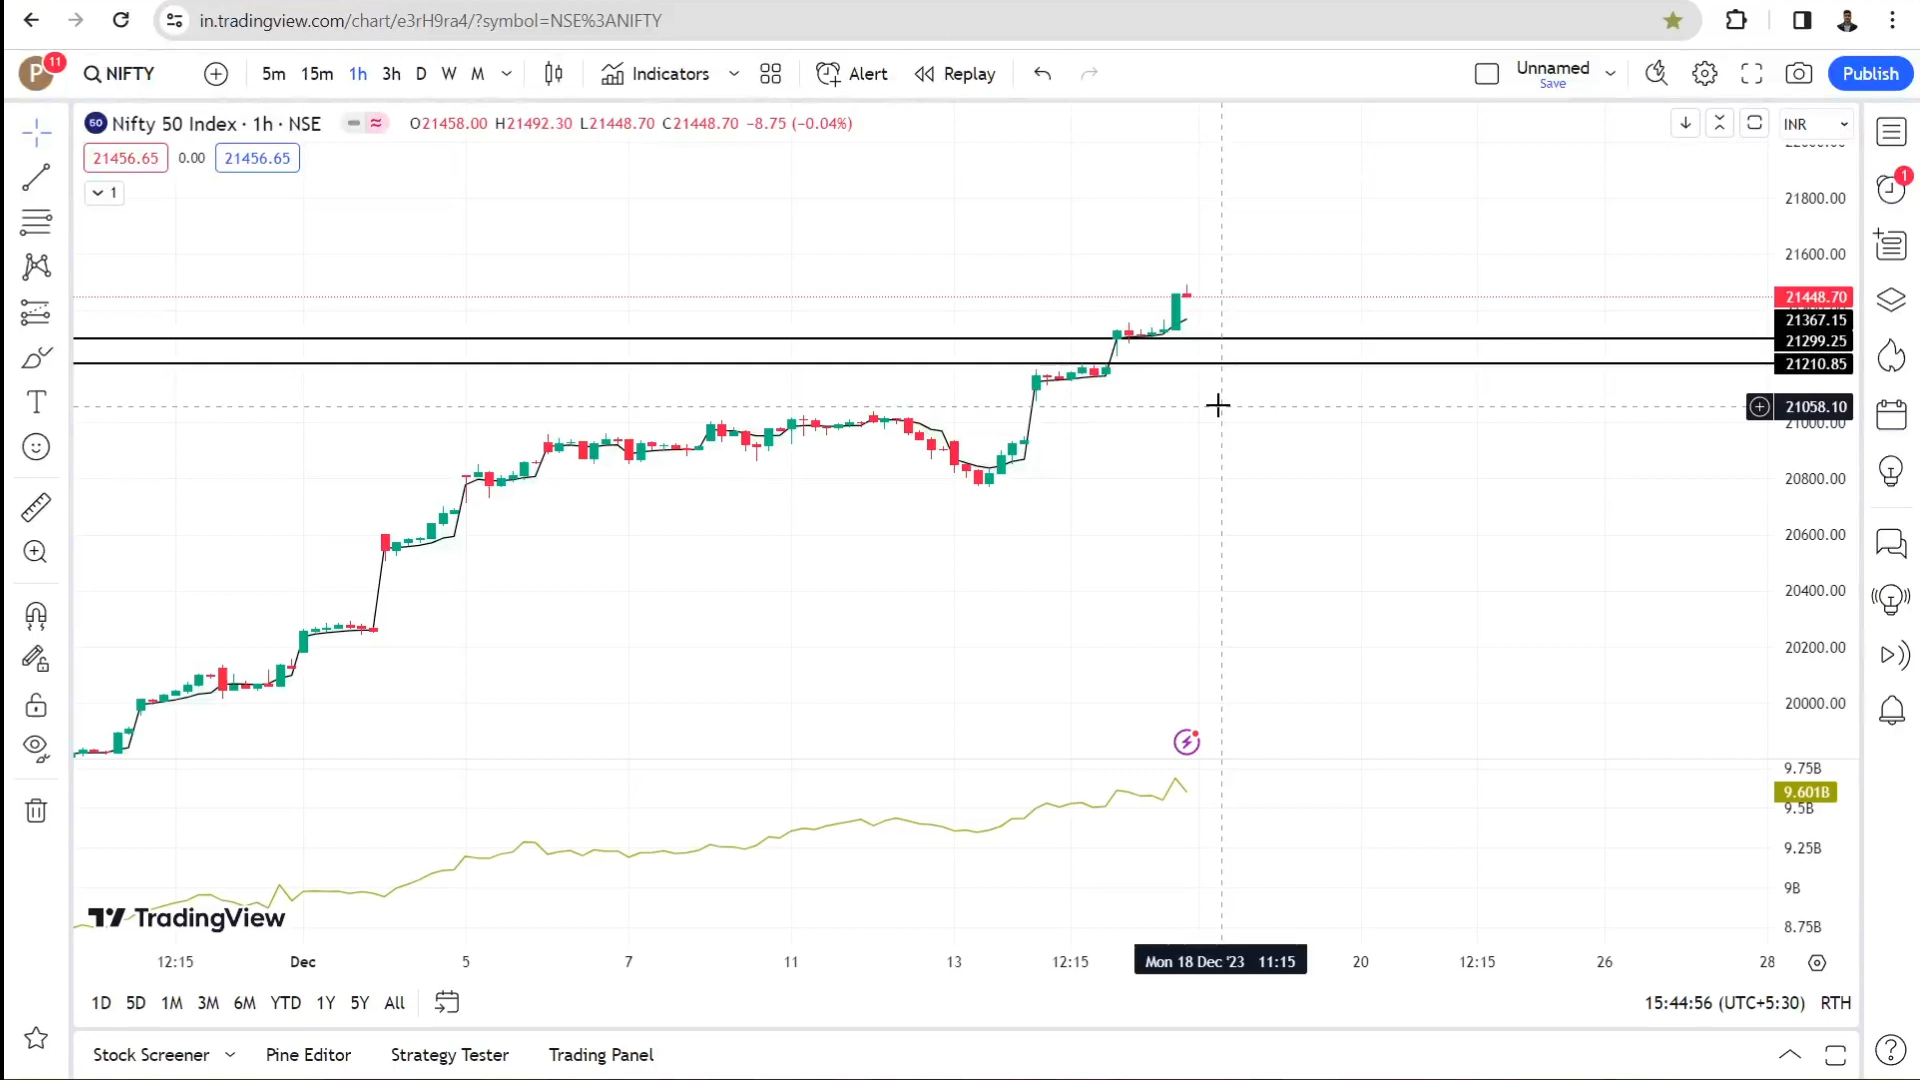 in.tradingview.com/chart/e3rH9ra4/?symbol=NSE%3ANIFTY
P 11 NIFTY 5m 15m 1h 3h D W M Indicators Alert Replay Unnamed Save Publish
50 Nifty 50 Index · 1h · NSE O21458.00 H21492.30 L21448.70 C21448.70 −8.75 (−0.04%) INR
21456.65 0.00 21456.65
1
1
21800.00
21600.00
21448.70
21367.15
21299.25
21210.85
21058.10
21000.00
20800.00
20600.00
20400.00
20200.00
20000.00
9.75B
9.601B
9.5B
9.25B
9B
8.75B
TradingView
12:15 Dec 5 7 11 13 12:15 Mon 18 Dec '23 11:15 20 12:15 26 28
1D 5D 1M 3M 6M YTD 1Y 5Y All 15:44:56 (UTC+5:30) RTH
Stock Screener Pine Editor Strategy Tester Trading Panel